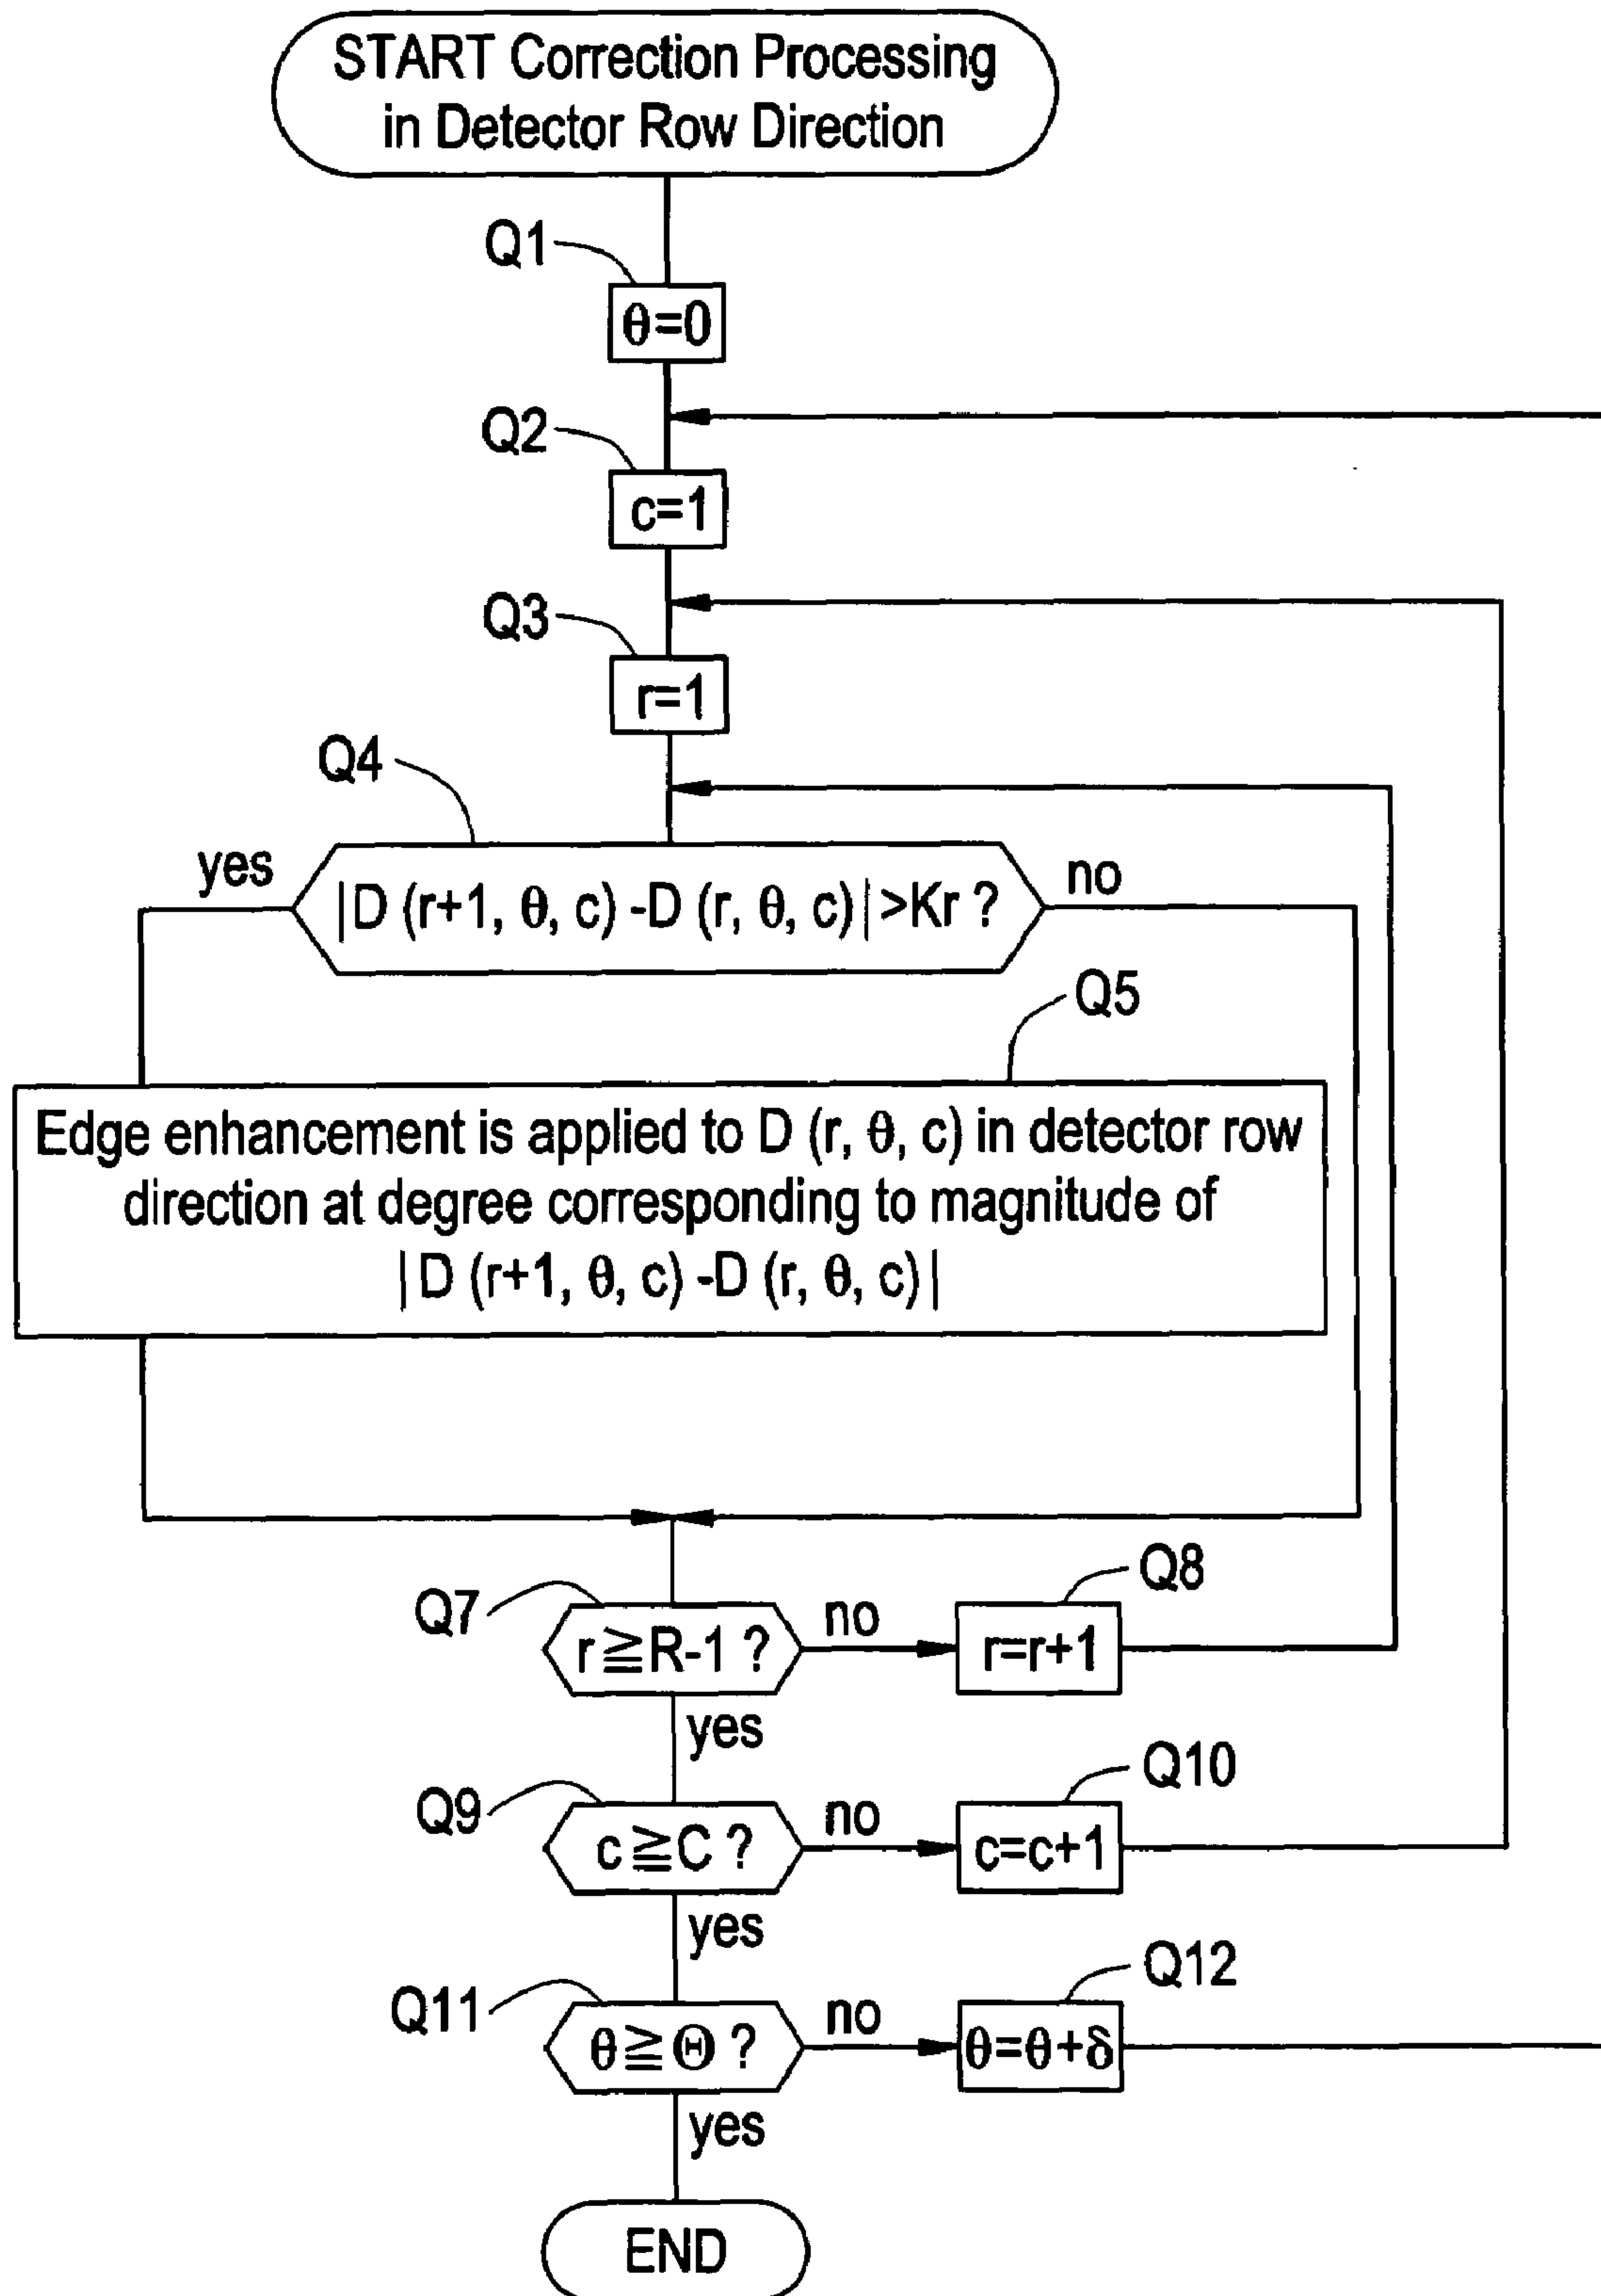 START Correction Processing
in Detector Row Direction
Q1
θ=0
Q2
c=1
Q3
r=1
Q4
yes
|D (r+1, θ, c) -D (r, θ, c)|>Kr ?
no
Q5
Edge enhancement is applied to D (r, θ, c) in detector row
direction at degree corresponding to magnitude of
|D (r+1, θ, c) -D (r, θ, c)|
Q7
r≧R-1 ?
no
Q8
r=r+1
yes
Q9
c≧C ?
no
Q10
c=c+1
yes
Q11
θ≧Θ ?
no
Q12
θ=θ+δ
yes
END